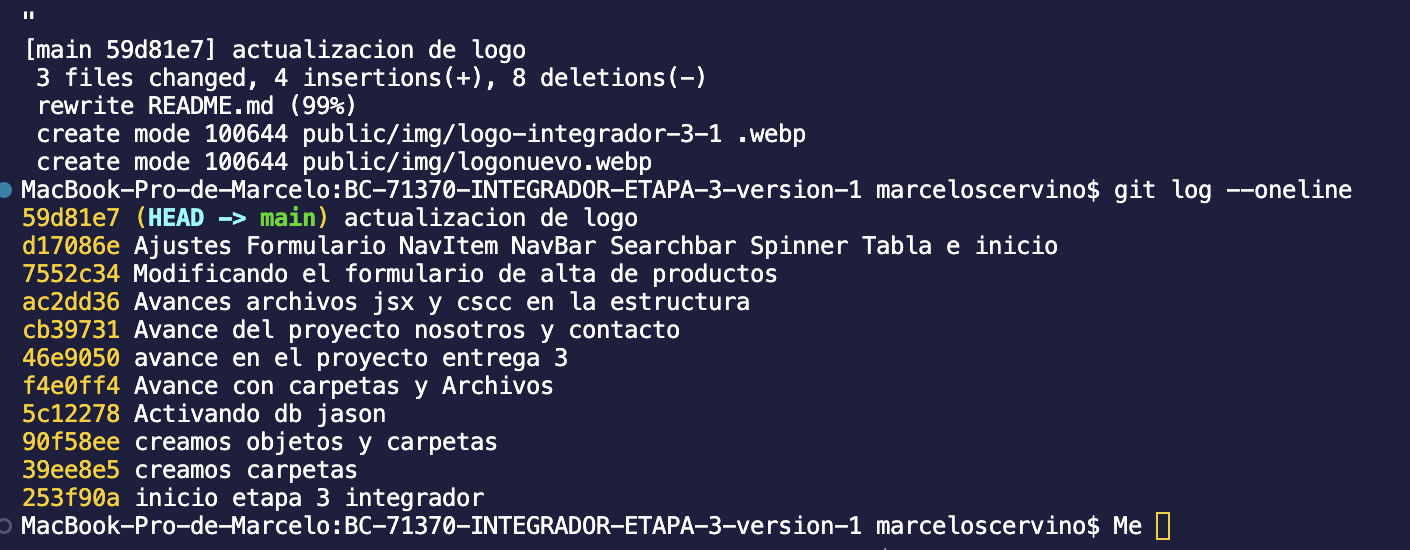 "
[main 59d81e7] actualizacion de logo
 3 files changed, 4 insertions(+), 8 deletions(-)
 rewrite README.md (99%)
 create mode 100644 public/img/logo-integrador-3-1 .webp
 create mode 100644 public/img/logonuevo.webp
MacBook-Pro-de-Marcelo:BC-71370-INTEGRADOR-ETAPA-3-version-1 marceloscervino$ git log --oneline
59d81e7 (HEAD -> main) actualizacion de logo
d17086e Ajustes Formulario NavItem NavBar Searchbar Spinner Tabla e inicio
7552c34 Modificando el formulario de alta de productos
ac2dd36 Avances archivos jsx y cscc en la estructura
cb39731 Avance del proyecto nosotros y contacto
46e9050 avance en el proyecto entrega 3
f4e0ff4 Avance con carpetas y Archivos
5c12278 Activando db jason
90f58ee creamos objetos y carpetas
39ee8e5 creamos carpetas
253f90a inicio etapa 3 integrador
MacBook-Pro-de-Marcelo:BC-71370-INTEGRADOR-ETAPA-3-version-1 marceloscervino$ Me